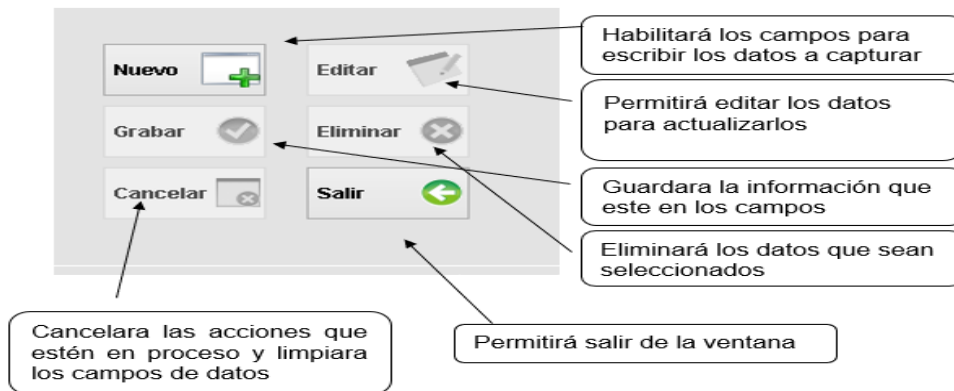 Nuevo
Editar
Grabar
Eliminar
Cancelar
Salir
Habilitará los campos para
escribir los datos a capturar
Permitirá editar los datos
para actualizarlos
Guardara la información que
este en los campos
Eliminará los datos que sean
seleccionados
Cancelara las acciones que
estén en proceso y limpiara
los campos de datos
Permitirá salir de la ventana